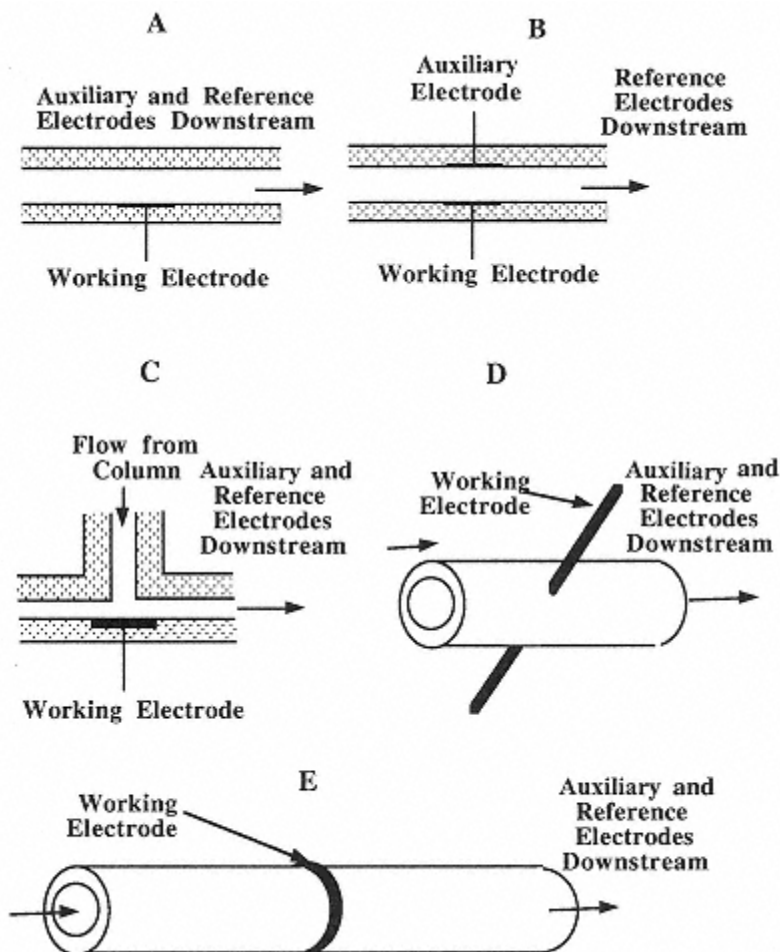 A
Auxiliary and Reference
Electrodes Downstream
Working Electrode
B
Auxiliary
Electrode
Reference
Electrodes
Downstream
Working Electrode
C
Flow from
Column
Auxiliary and
Reference
Electrodes
Downstream
Working Electrode
D
Working
Electrode
Auxiliary and
Reference
Electrodes
Downstream
E
Working
Electrode
Auxiliary and
Reference
Electrodes
Downstream